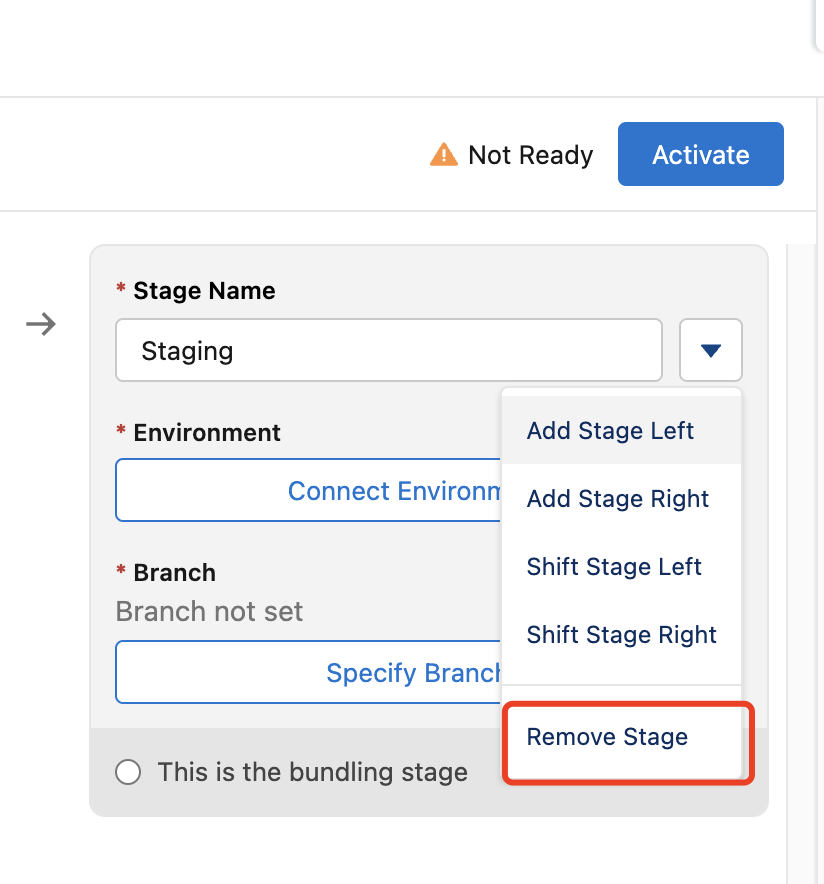 Not Ready
Activate
* Stage Name
Staging
Add Stage Left
* Environment
Connect Environm
Add Stage Right
Shift Stage Left
* Branch
Branch not set
Shift Stage Right
Specify Branch
Remove Stage
This is the bundling stage